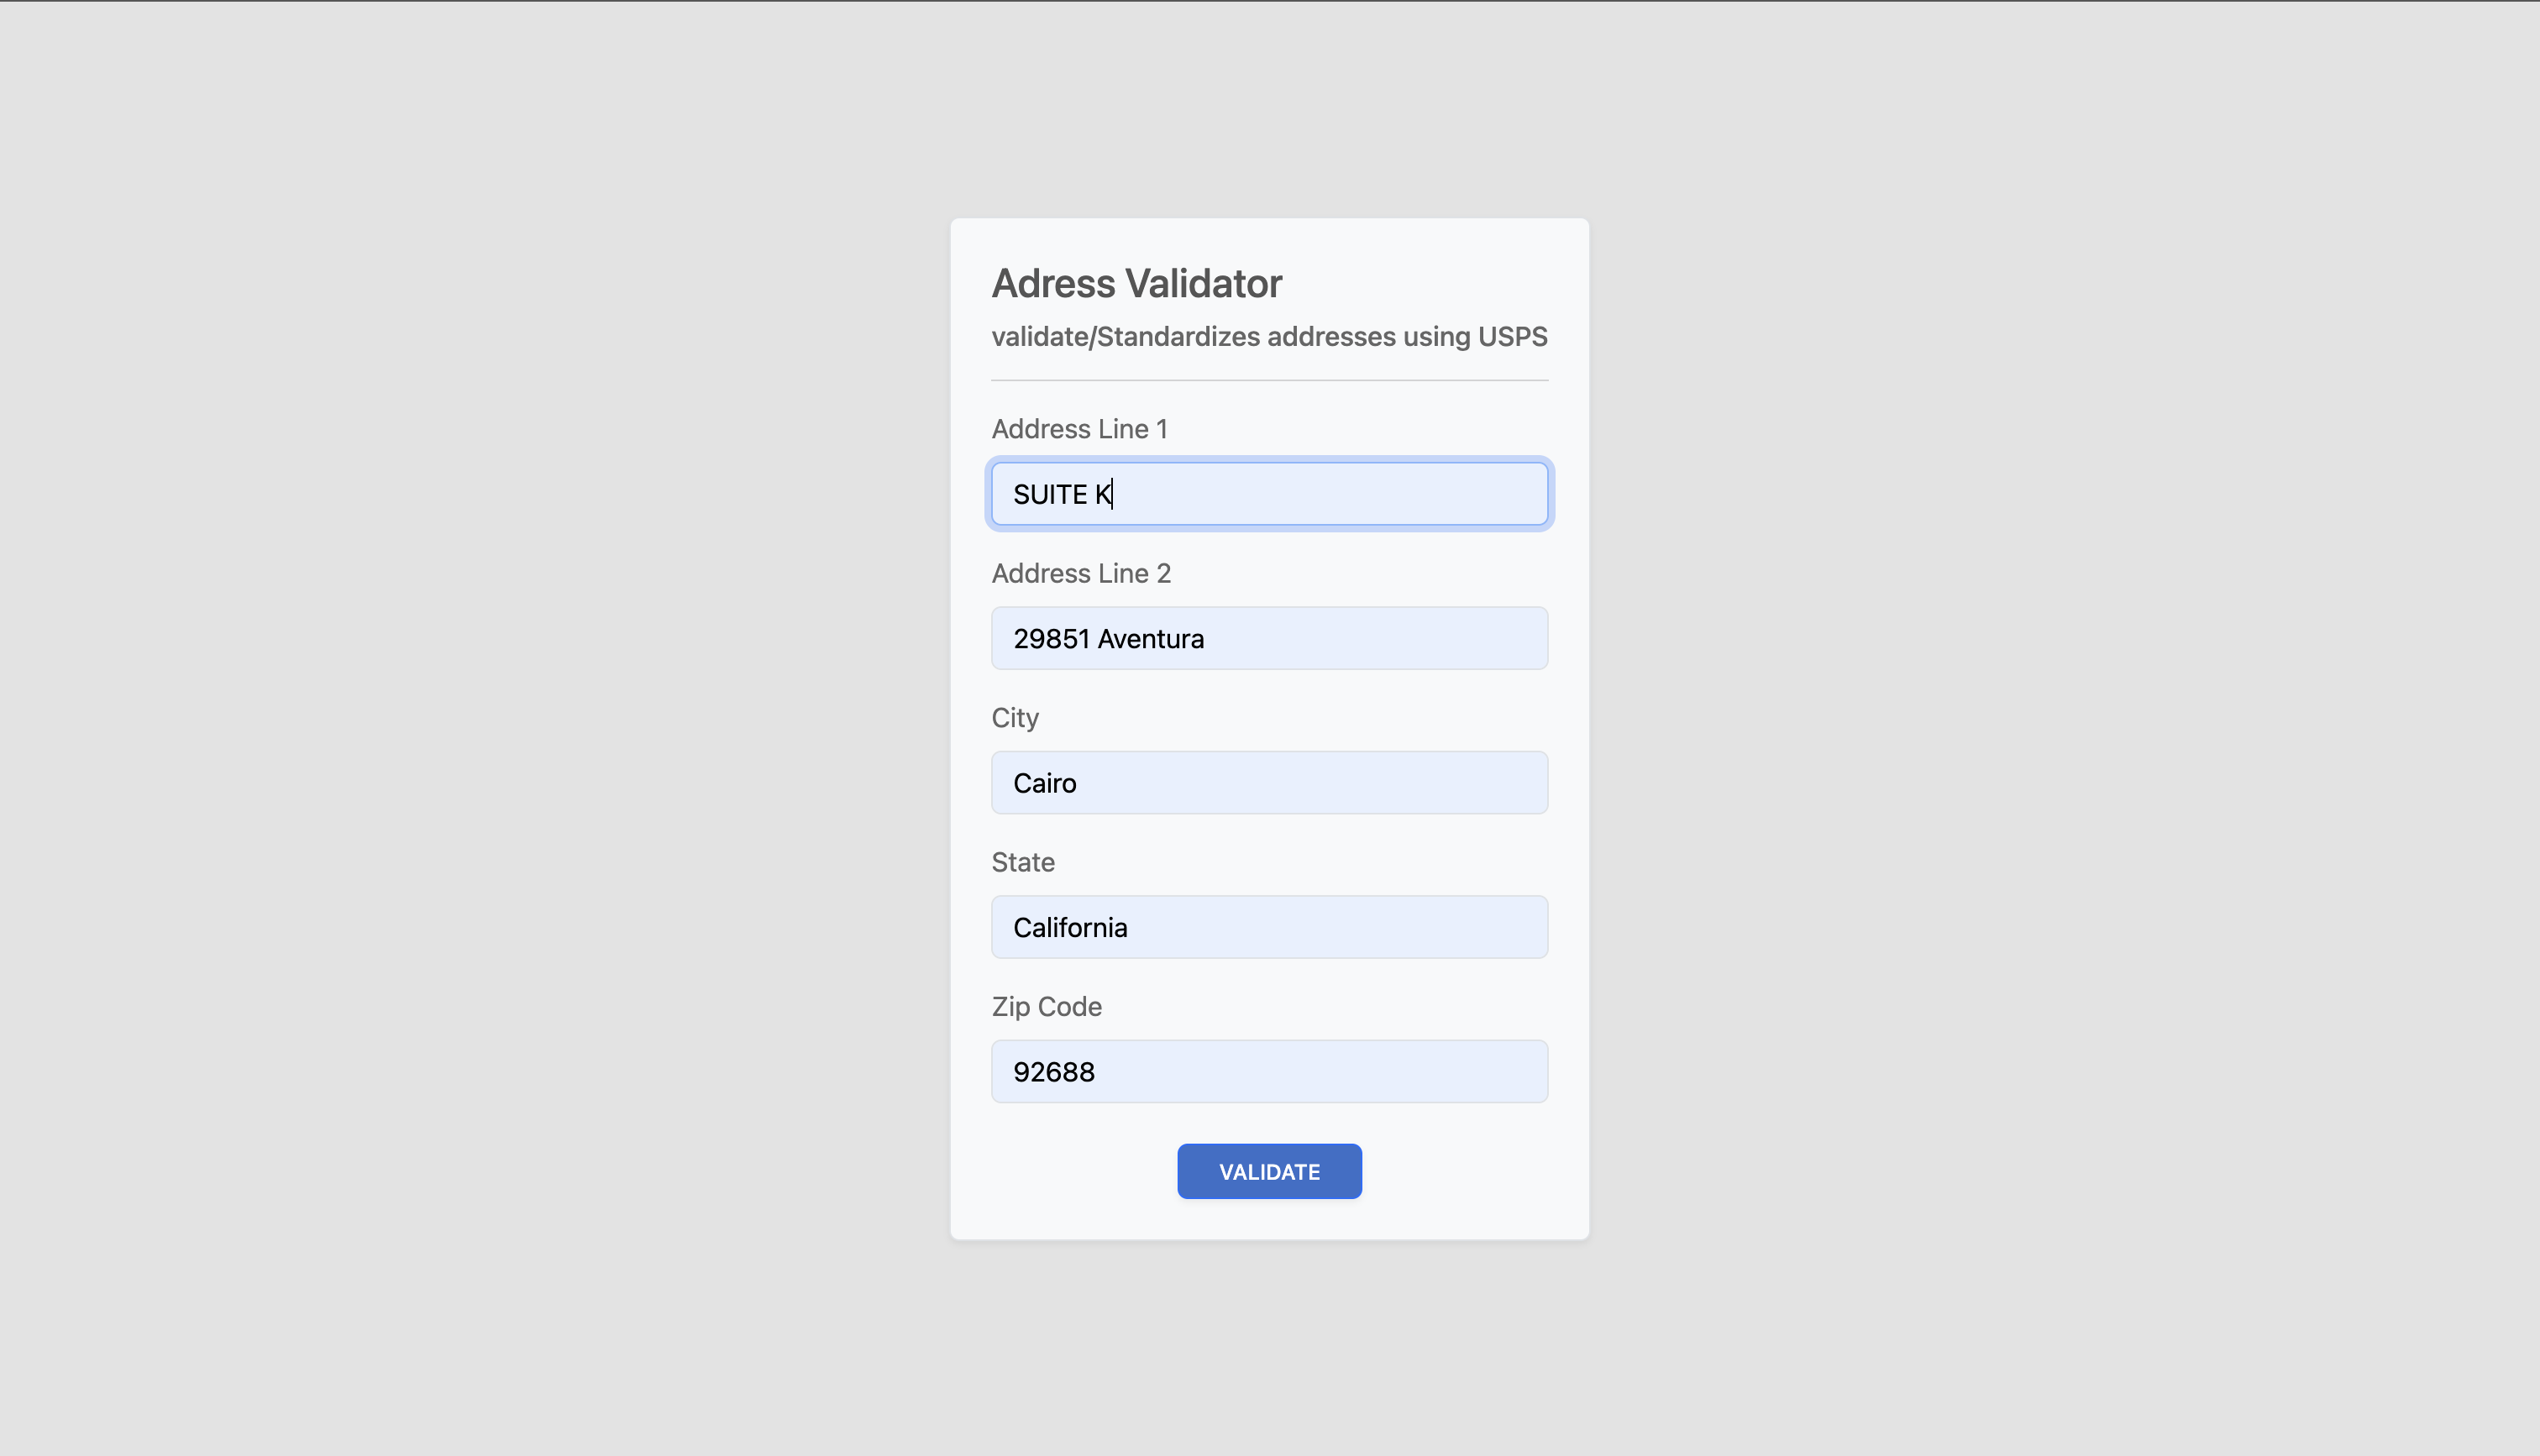 Adress Validator
validate/Standardizes addresses using USPS
Address Line 1
SUITE K
Address Line 2
29851 Aventura
City
Cairo
State
California
Zip Code
92688
VALIDATE